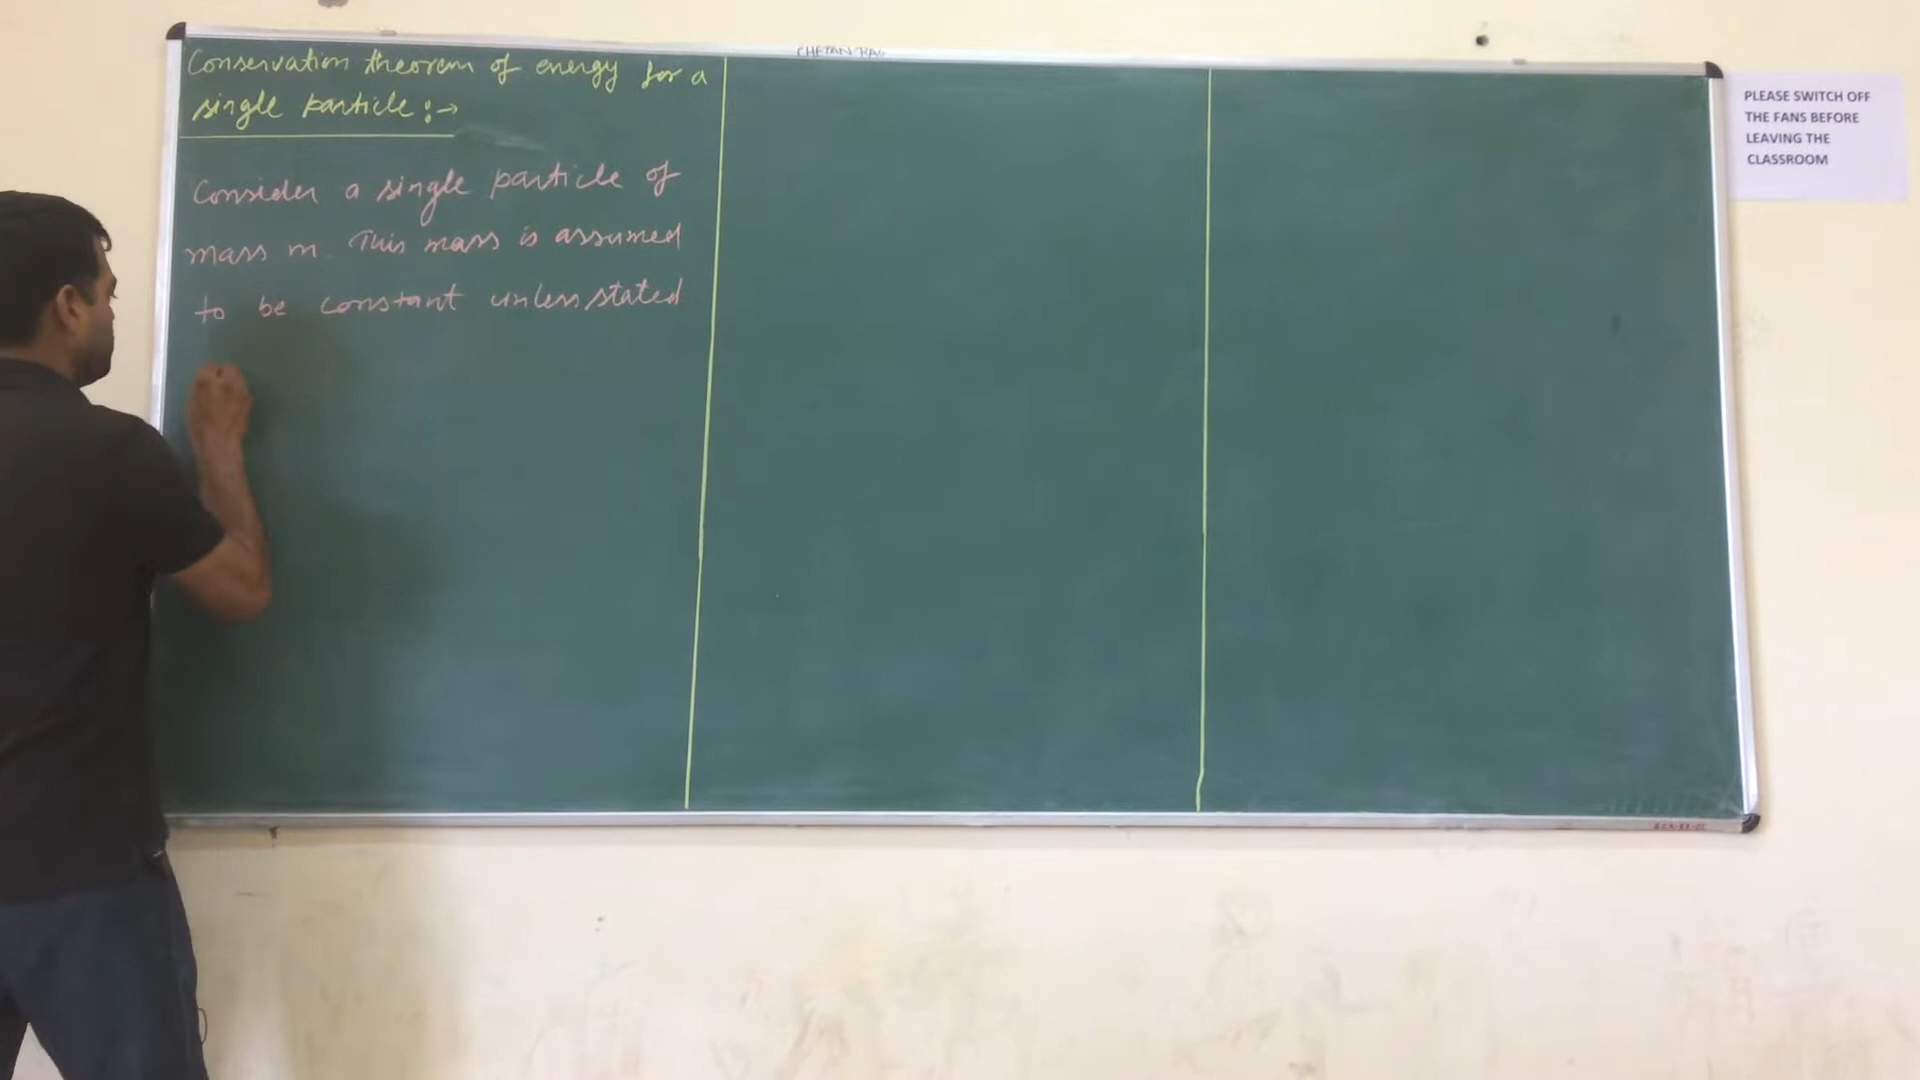 Conservation theorem of energy for a
single particle :→
Consider a single particle of
mass m. This mass is assumed
to be constant unless stated
CHETAN RAG
PLEASE SWITCH OFF
THE FANS BEFORE
LEAVING THE
CLASSROOM